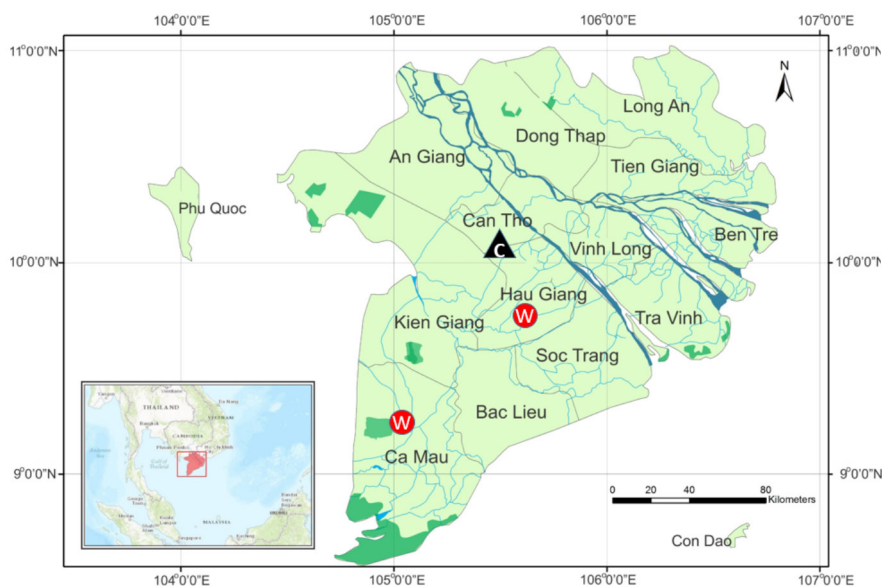 104°0'0"E
105°0'0"E
106°0'0"E
107°0'0"E
11°0'0"N
11°0'0"N
N
Long An
Dong Thap
An Giang
Tien Giang
Phu Quoc
Can Tho
C
Ben Tre
Vinh Long
10°0'0"N
10°0'0"N
Hau Giang
W
Tra Vinh
Kien Giang
Soc Trang
Bac Lieu
W
Ca Mau
THAILAND
CAMBODIA
MALAYSIA
9°0'0"N
9°0'0"N
0 20 40 80
Kilometers
Con Dao
104°0'0"E
105°0'0"E
106°0'0"E
107°0'0"E